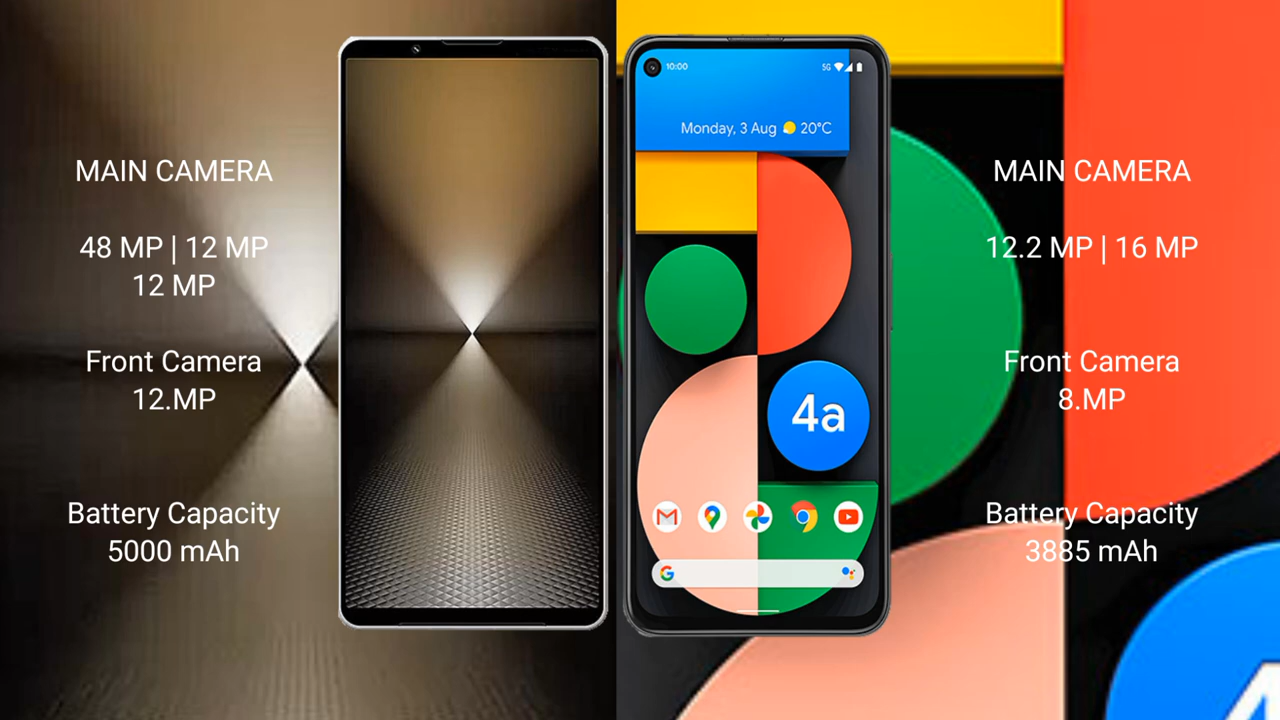 MAIN CAMERA
48 MP | 12 MP
12 MP
Front Camera
12.MP
Battery Capacity
5000 mAh
10:00
5G
Monday, 3 Aug 20°C
4a
G
MAIN CAMERA
12.2 MP | 16 MP
Front Camera
8.MP
Battery Capacity
3885 mAh
4